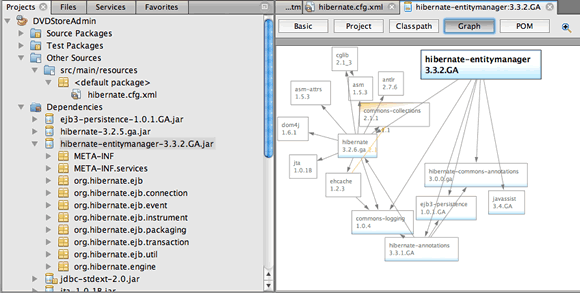 Projects
Files
Services
Favorites
DVDStoreAdmin
Source Packages
Test Packages
Other Sources
src/main/resources
<default package>
hibernate.cfg.xml
Dependencies
ejb3-persistence-1.0.1.GA.jar
hibernate-3.2.5.ga.jar
hibernate-entitymanager-3.3.2.GA.jar
META-INF
META-INF.services
org.hibernate.ejb
org.hibernate.ejb.connection
org.hibernate.ejb.event
org.hibernate.ejb.instrument
org.hibernate.ejb.packaging
org.hibernate.ejb.transaction
org.hibernate.ejb.util
org.hibernate.engine
jdbc-stdext-2.0.jar
jta-1.0.1B.jar
...tm
hibernate.cfg.xml
hibernate-entitymanager:3.3.2.GA
Basic
Project
Classpath
Graph
POM
hibernate-entitymanager
3.3.2.GA
cglib
2.1_3
antlr
2.7.6
asm
1.5.3
asm-attrs
1.5.3
commons-collections
2.1.1
dom4j
1.6.1
hibernate
3.2.6.ga
jta
1.0.1B
ehcache
1.2.3
hibernate-commons-annotations
3.0.0.ga
ejb3-persistence
1.0.1.GA
javassist
3.4.GA
commons-logging
1.0.4
hibernate-annotations
3.3.1.GA